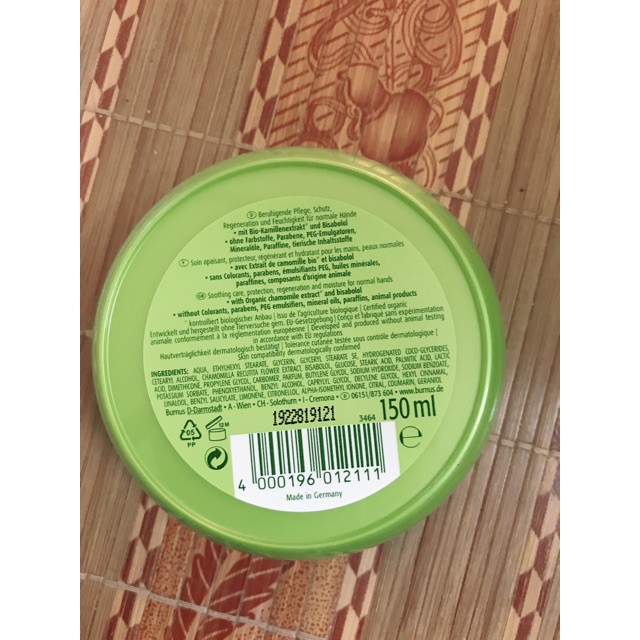 D Beruhigende Pflege, Schutz,
Regeneration und Feuchtigkeit für normale Hände
• mit Bio-Kamillenextrakt* und Bisabolol
• ohne Farbstoffe, Parabene, PEG-Emulgatoren,
Mineralöle, Paraffine, tierische Inhaltsstoffe
F Soin apaisant, protecteur, régénérant et hydratant pour les mains, peaux normales
• avec Extrait de camomille bio* et bisabolol
• sans Colorants, parabens, émulsifiants PEG, huiles minérales,
paraffines, composants d'origine animale
GB Soothing care, protection, regeneration and moisture for normal hands
• with Organic chamomile extract* and bisabolol
• without Colorants, parabens, PEG emulsifiers, mineral oils, paraffins, animal products
* kontrolliert biologischer Anbau | Issu de l'agriculture biologique | Certified organic
Entwickelt und hergestellt ohne Tierversuche gem. EU-Gesetzgebung | Conçu et fabriqué sans expérimentation
animale conformément à la réglementation européenne | Developed and produced without animal testing
in accordance with EU regulations
Hautverträglichkeit dermatologisch bestätigt | Tolérance cutanée testée sous contrôle dermatologique |
Skin compatibility dermatologically confirmed
INGREDIENTS: AQUA, ETHYLHEXYL STEARATE, GLYCERIN, GLYCERYL STEARATE SE, HYDROGENATED COCO-GLYCERIDES,
CETEARYL ALCOHOL, CHAMOMILLA RECUTITA FLOWER EXTRACT, BISABOLOL, GLUCOSE, STEARIC ACID, PALMITIC ACID, LACTIC
ACID, DIMETHICONE, PROPYLENE GLYCOL, CARBOMER, PARFUM, BUTYLENE GLYCOL, SODIUM HYDROXIDE, SODIUM BENZOATE,
POTASSIUM SORBATE, PHENOXYETHANOL, BENZYL ALCOHOL, CAPRYLYL GLYCOL, DECYLENE GLYCOL, HEXYL CINNAMAL,
LINALOOL, BENZYL SALICYLATE, LIMONENE, CITRONELLOL, ALPHA-ISOMETHYL IONONE, CITRAL, COUMARIN, GERANIOL
Burnus D-Darmstadt • A - Wien • CH - Solothurn • I - Cremona • 06151/873 604 • www.burnus.de
1922819121
3464
150 ml
05
PP
12 M
e
4 000196 012111
Made in Germany